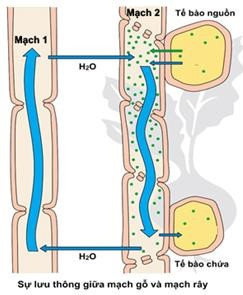 Mạch 1
Mạch 2
Tế bào nguồn
H₂O
H₂O
Tế bào chứa
Sự lưu thông giữa mạch gỗ và mạch rây